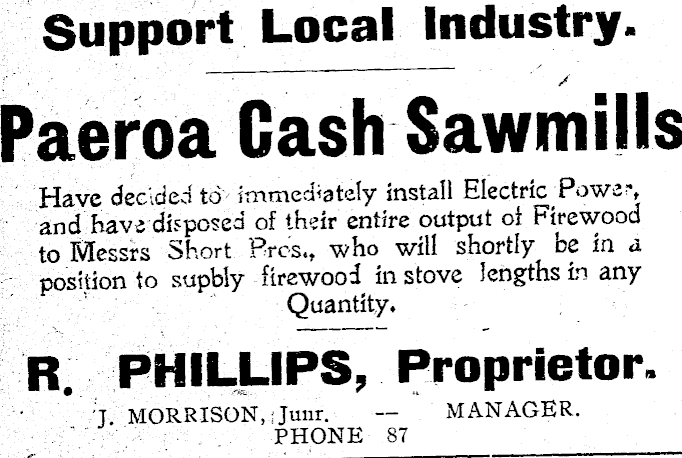 Support Local Industry.
Paeroa Cash Sawmills
Have decided to immediately install Electric Power,
and have disposed of their entire output of Firewood
to Messrs Short Pros., who will shortly be in a
position to supbly firewood in stove lengths in any
Quantity.
R. PHILLIPS, Proprietor.
J. MORRISON, Junr. — MANAGER.
PHONE 87